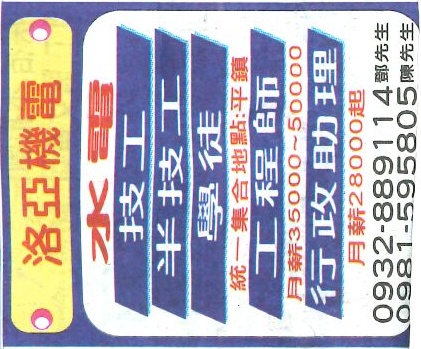 洛亞機電
水電
技工
半技工
學徒
統一集合地點:平鎮
工程師
月薪35000~50000
行政助理
月薪28000起
0932-889114鄧先生
0981-595805陳先生